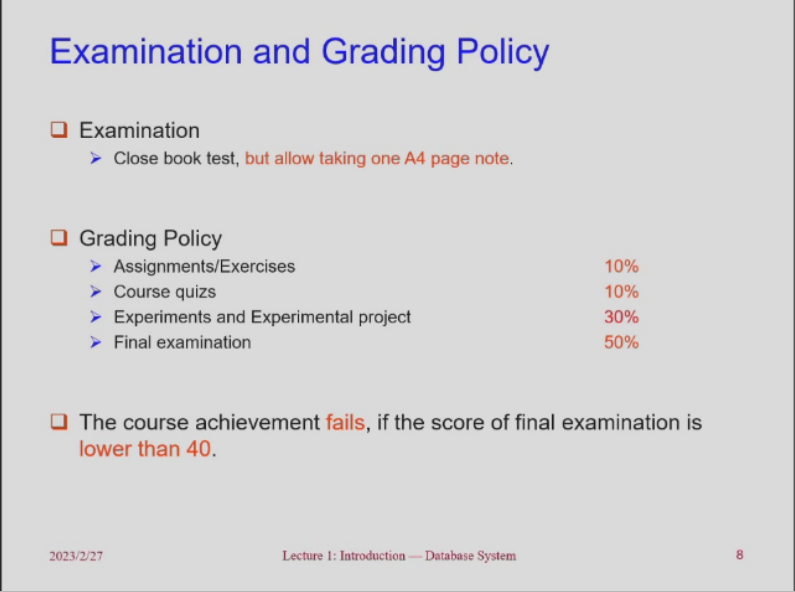 Examination and Grading Policy
Examination
Close book test, but allow taking one A4 page note.
Grading Policy
Assignments/Exercises 10%
Course quizs 10%
Experiments and Experimental project 30%
Final examination 50%
The course achievement fails, if the score of final examination is
lower than 40.
2023/2/27 Lecture 1: Introduction — Database System 8